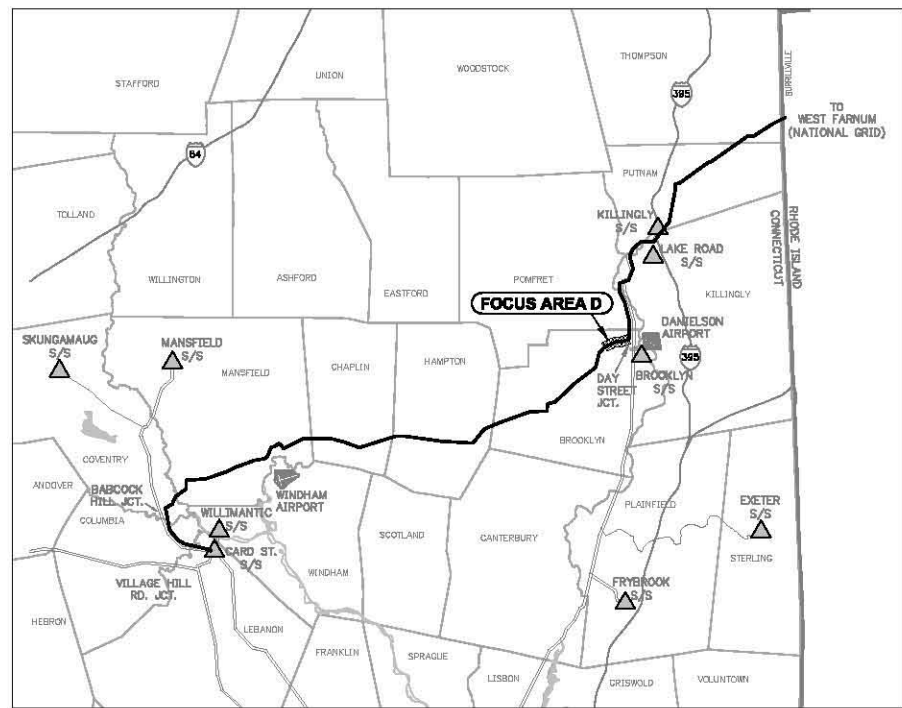 STAFFORD
UNION
WOODSTOCK
THOMPSON
BURRILLVILLE
395
TO
WEST FARNUM
(NATIONAL GRID)
84
PUTNAM
TOLLAND
WILLINGTON
ASHFORD
EASTFORD
POMFRET
KILLINGLY
S/S
LAKE ROAD
S/S
KILLINGLY
RHODE ISLAND
CONNECTICUT
FOCUS AREA D
DANIELSON
AIRPORT
SKUNGAMAUG
S/S
MANSFIELD
S/S
MANSFIELD
CHAPLIN
HAMPTON
395
DAY
STREET
JCT.
BROOKLYN
S/S
BROOKLYN
COVENTRY
ANDOVER
BABCOCK
HILL JCT.
COLUMBIA
WILLIMANTIC
S/S
WINDHAM
AIRPORT
CARD ST.
S/S
SCOTLAND
CANTERBURY
PLAINFIELD
EXETER
S/S
STERLING
VILLAGE HILL
RD. JCT.
WINDHAM
FRYBROOK
S/S
HEBRON
LEBANON
FRANKLIN
SPRAGUE
LISBON
GRISWOLD
VOLUNTOWN